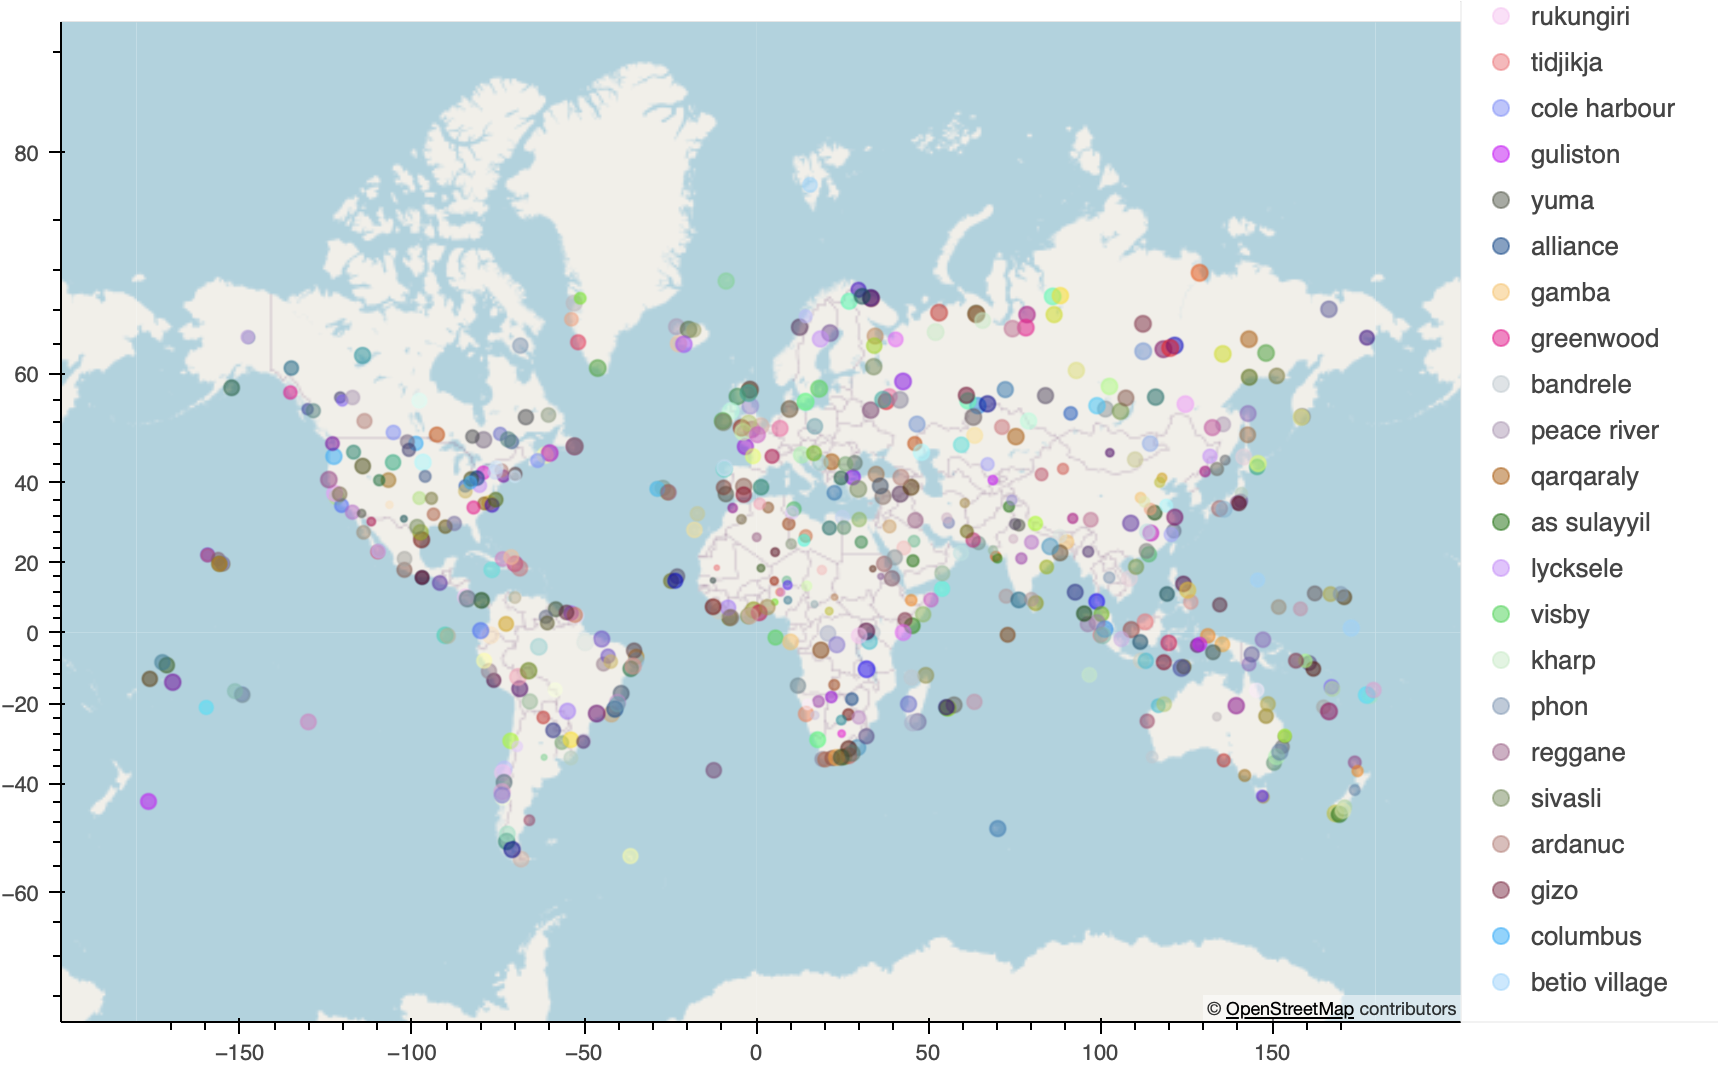 rukungiri
tidjikja
cole harbour
guliston
yuma
alliance
gamba
greenwood
bandrele
peace river
qarqaraly
as sulayyil
lycksele
visby
kharp
phon
reggane
sivasli
ardanuc
gizo
columbus
betio village
80
60
40
20
0
−20
−40
−60
© OpenStreetMap contributors
−150
−100
−50
0
50
100
150